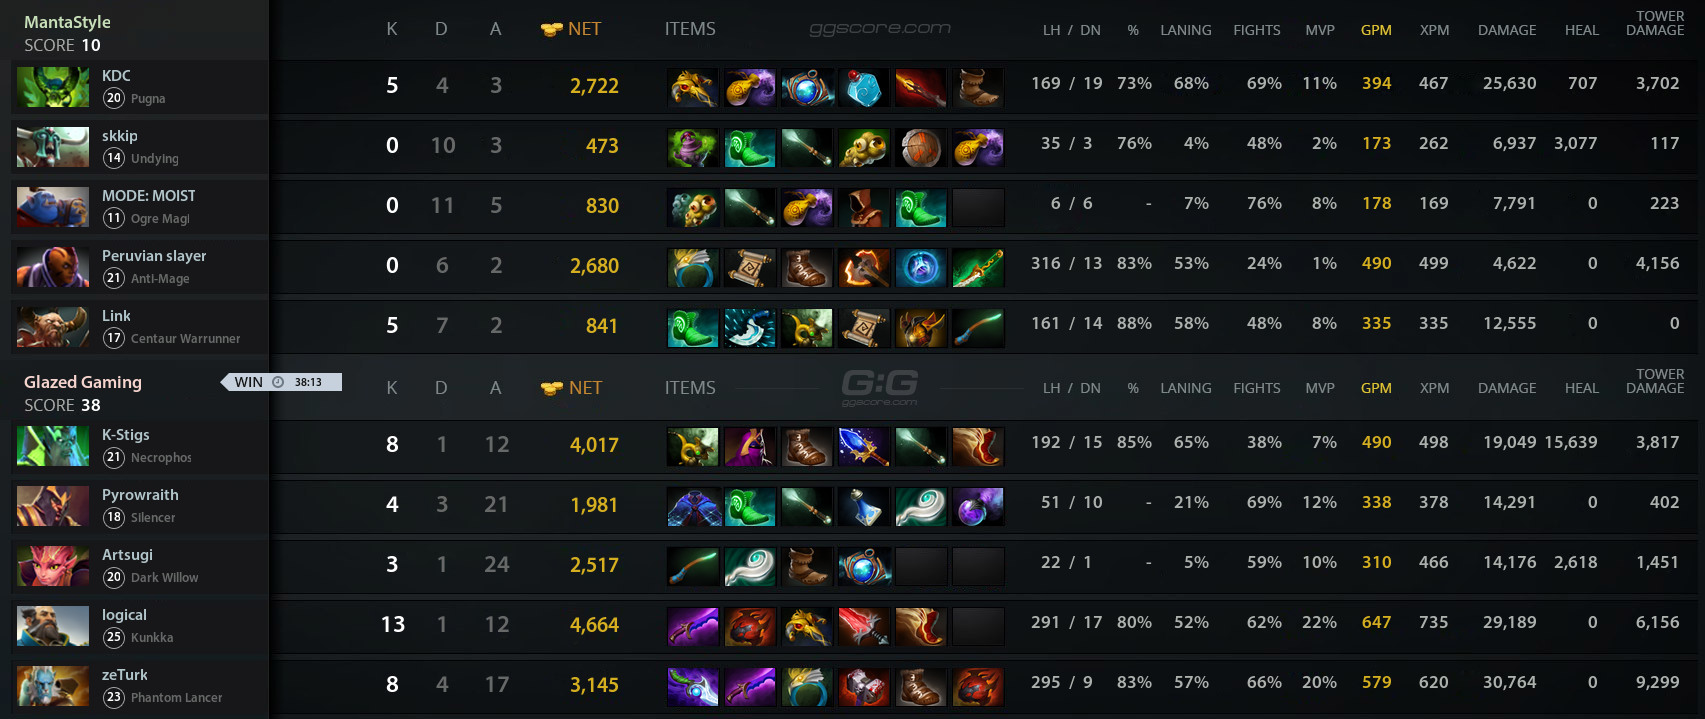 MantaStyle K D A NET ITEMS ggscore.com LH / DN % LANING FIGHTS MVP GPM XPM DAMAGE HEAL TOWER DAMAGE
SCORE 10
KDC 5 4 3 2,722 169 / 19 73% 68% 69% 11% 394 467 25,630 707 3,702
20 Pugna
skkip 0 10 3 473 35 / 3 76% 4% 48% 2% 173 262 6,937 3,077 117
14 Undying
MODE: MOIST 0 11 5 830 6 / 6 - 7% 76% 8% 178 169 7,791 0 223
11 Ogre Magi
Peruvian slayer 0 6 2 2,680 316 / 13 83% 53% 24% 1% 490 499 4,622 0 4,156
21 Anti-Mage
Link 5 7 2 841 161 / 14 88% 58% 48% 8% 335 335 12,555 0 0
17 Centaur Warrunner
Glazed Gaming WIN 38:13 K D A NET ITEMS G:G ggscore.com LH / DN % LANING FIGHTS MVP GPM XPM DAMAGE HEAL TOWER DAMAGE
SCORE 38
K-Stigs 8 1 12 4,017 192 / 15 85% 65% 38% 7% 490 498 19,049 15,639 3,817
21 Necrophos
Pyrowraith 4 3 21 1,981 51 / 10 - 21% 69% 12% 338 378 14,291 0 402
18 Silencer
Artsugi 3 1 24 2,517 22 / 1 - 5% 59% 10% 310 466 14,176 2,618 1,451
20 Dark Willow
logical 13 1 12 4,664 291 / 17 80% 52% 62% 22% 647 735 29,189 0 6,156
25 Kunkka
zeTurk 8 4 17 3,145 295 / 9 83% 57% 66% 20% 579 620 30,764 0 9,299
23 Phantom Lancer